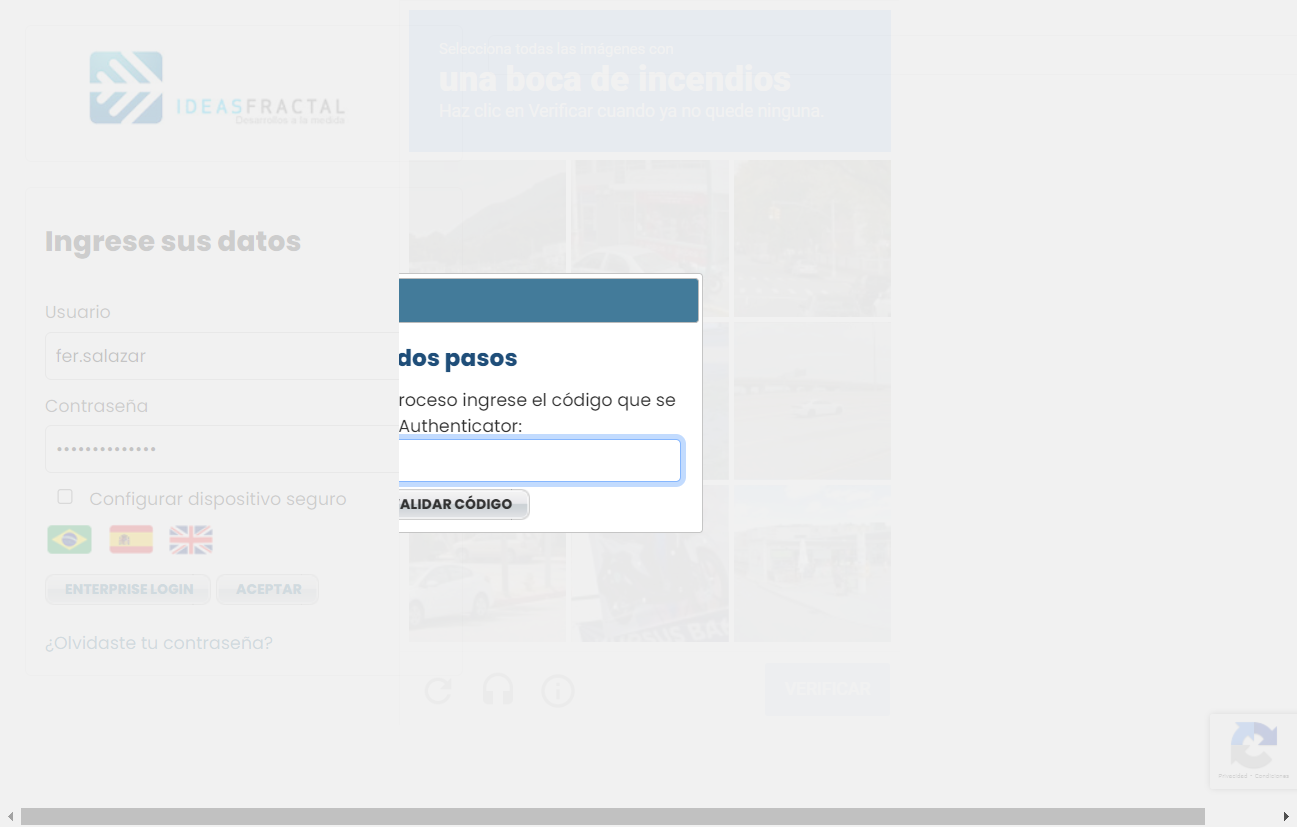 IDEASFRACTAL
Desarrollos a la medida
Ingrese sus datos
Usuario
fer.salazar
Contraseña
••••••••••••••
Configurar dispositivo seguro
ENTERPRISE LOGIN
ACEPTAR
¿Olvidaste tu contraseña?
Selecciona todas las imágenes con
una boca de incendios
Haz clic en Verificar cuando ya no quede ninguna.
dos pasos
roceso ingrese el código que se
Authenticator:
ALIDAR CÓDIGO
VERIFICAR
Privacidad - Condiciones